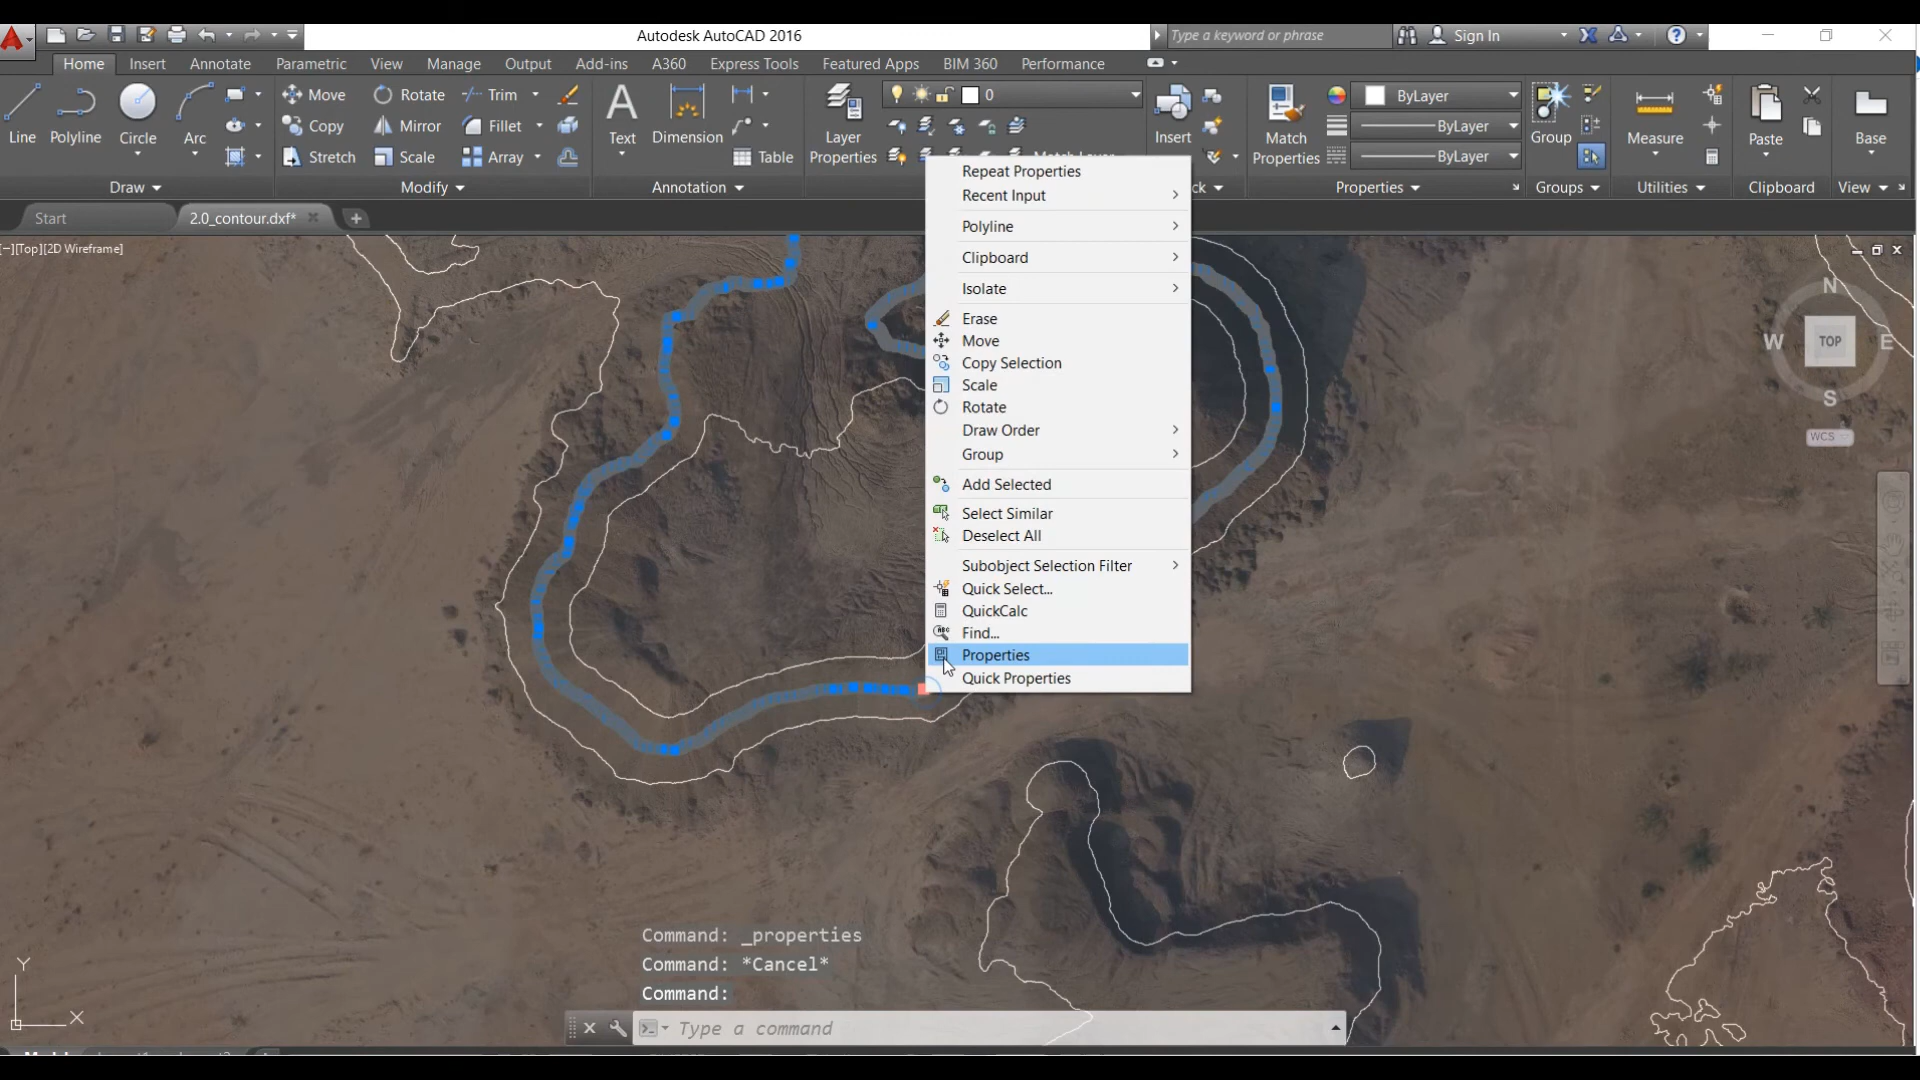 Autodesk AutoCAD 2016
Type a keyword or phrase
Sign In
Home Insert Annotate Parametric View Manage Output Add-ins A360 Express Tools Featured Apps BIM 360 Performance
Line Polyline Circle Arc
Move Rotate Trim
Copy Mirror Fillet
Stretch Scale Array
Text Dimension Table
Layer Properties
0
Match Layer
Insert
Match Properties
ByLayer
ByLayer
ByLayer
Group
Measure
Paste
Base
Draw Modify Annotation Properties Groups Utilities Clipboard View
Start 2.0_contour.dxf*
[−][Top][2D Wireframe]
Repeat Properties
Recent Input
Polyline
Clipboard
Isolate
Erase
Move
Copy Selection
Scale
Rotate
Draw Order
Group
Add Selected
Select Similar
Deselect All
Subobject Selection Filter
Quick Select...
QuickCalc
Find...
Properties
Quick Properties
N
W TOP E
S
WCS
Command: _properties
Command: *Cancel*
Command:
Type a command
Y
X